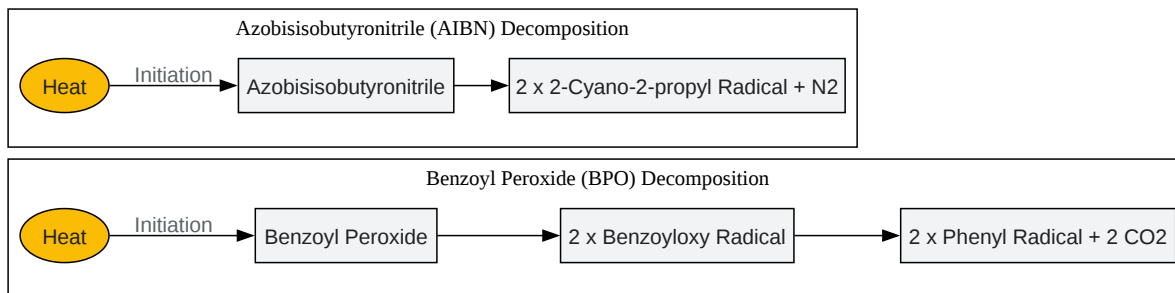 Azobisisobutyronitrile (AIBN) Decomposition
Heat
Initiation
Azobisisobutyronitrile
2 x 2-Cyano-2-propyl Radical + N2
Benzoyl Peroxide (BPO) Decomposition
Heat
Initiation
Benzoyl Peroxide
2 x Benzoyloxy Radical
2 x Phenyl Radical + 2 CO2